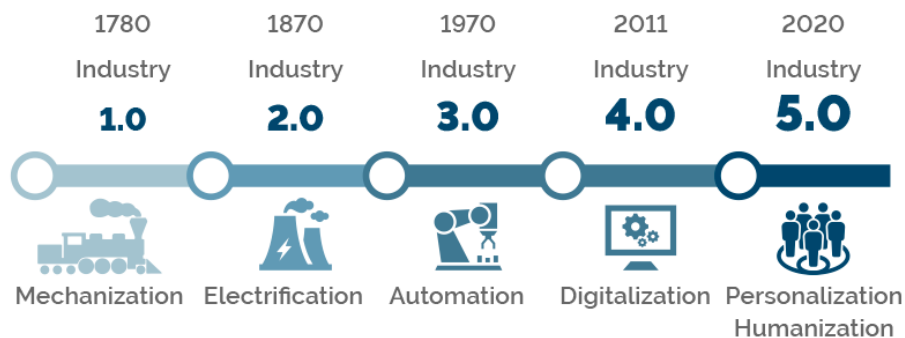 1780 1870 1970 2011 2020
Industry Industry Industry Industry Industry
1.0 2.0 3.0 4.0 5.0
Mechanization Electrification Automation Digitalization Personalization
Humanization